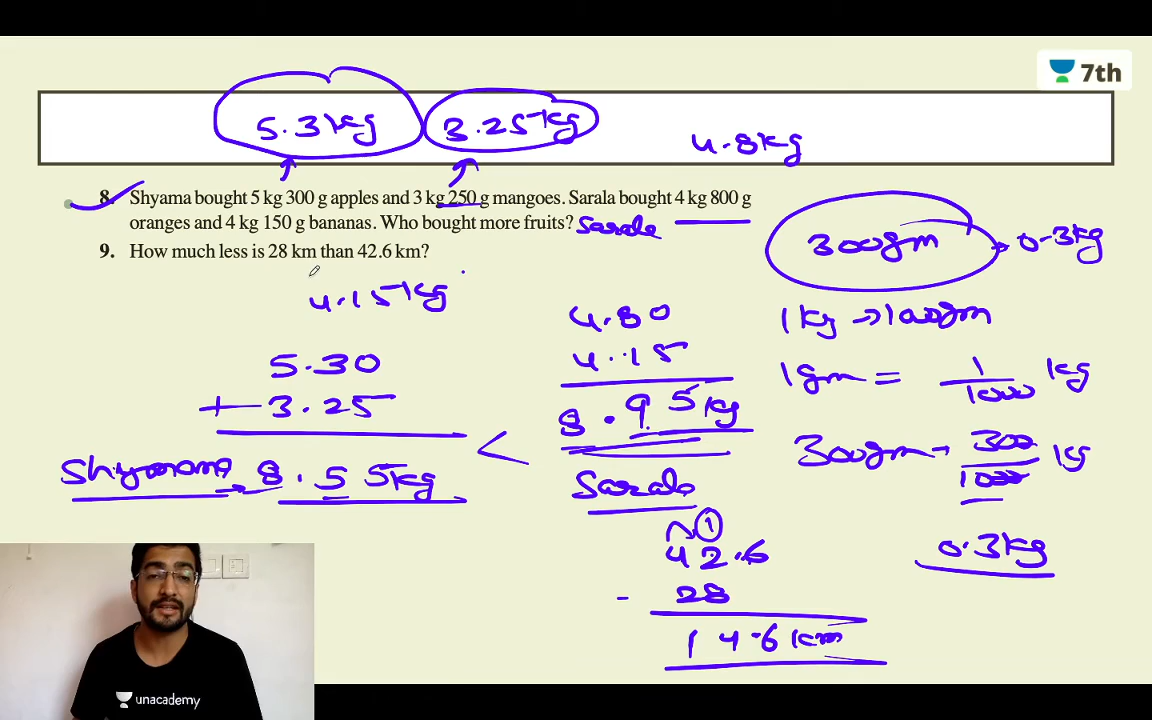 7th
5.3kg 3.25kg
4.8kg
8. Shyama bought 5 kg 300 g apples and 3 kg 250 g mangoes. Sarala bought 4 kg 800 g
oranges and 4 kg 150 g bananas. Who bought more fruits? Sarala
9. How much less is 28 km than 42.6 km?
300gm → 0.3kg
4.15kg
4.80
1kg → 1000gm
5.30
4.15
1gm = 1/1000 kg
+ 3.25
8.95kg
<
300gm → 300/1000 kg
Shyama → 8.55kg
Sarala
1
42.6
0.3kg
- 28
14.6km
unacademy